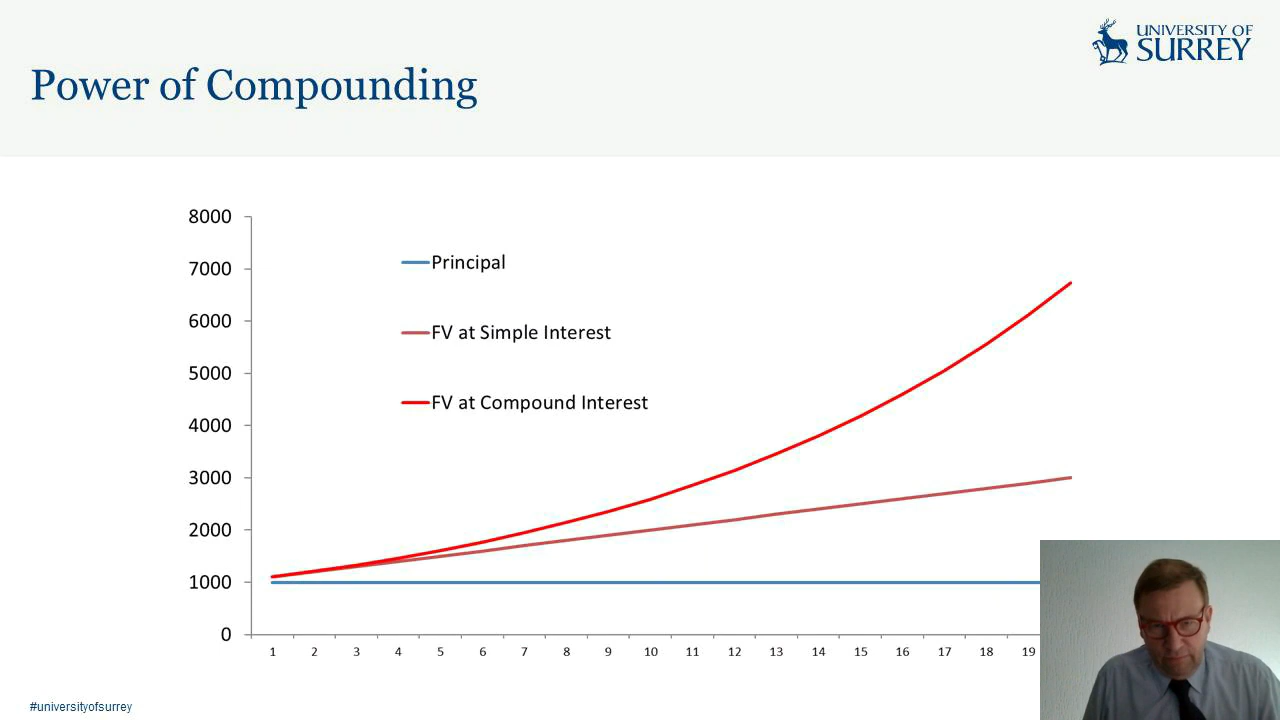 UNIVERSITY OF
SURREY
Power of Compounding
8000
7000
6000
5000
4000
3000
2000
1000
0
Principal
FV at Simple Interest
FV at Compound Interest
1 2 3 4 5 6 7 8 9 10 11 12 13 14 15 16 17 18 19
#universityofsurrey